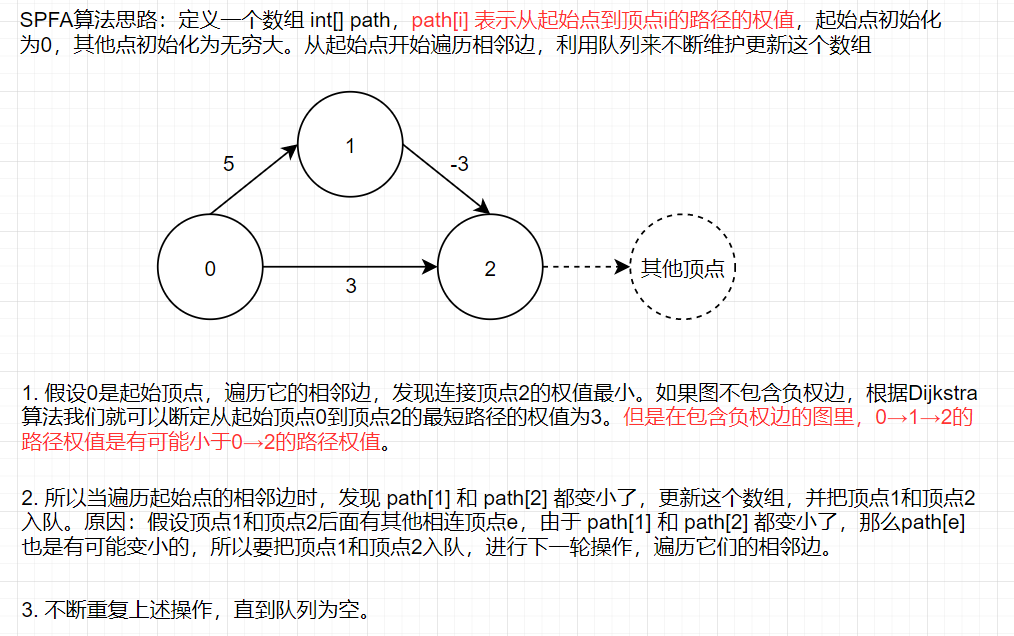 SPFA算法思路：定义一个数组 int[] path，path[i] 表示从起始点到顶点i的路径的权值，起始点初始化
为0，其他点初始化为无穷大。从起始点开始遍历相邻边，利用队列来不断维护更新这个数组
1
5
-3
0
2
其他顶点
3
1. 假设0是起始顶点，遍历它的相邻边，发现连接顶点2的权值最小。如果图不包含负权边，根据Dijkstra
算法我们就可以断定从起始顶点0到顶点2的最短路径的权值为3。但是在包含负权边的图里，0→1→2的
路径权值是有可能小于0→2的路径权值。
2. 所以当遍历起始点的相邻边时，发现 path[1] 和 path[2] 都变小了，更新这个数组，并把顶点1和顶点2
入队。原因：假设顶点1和顶点2后面有其他相连顶点e，由于 path[1] 和 path[2] 都变小了，那么path[e]
也是有可能变小的，所以要把顶点1和顶点2入队，进行下一轮操作，遍历它们的相邻边。
3. 不断重复上述操作，直到队列为空。